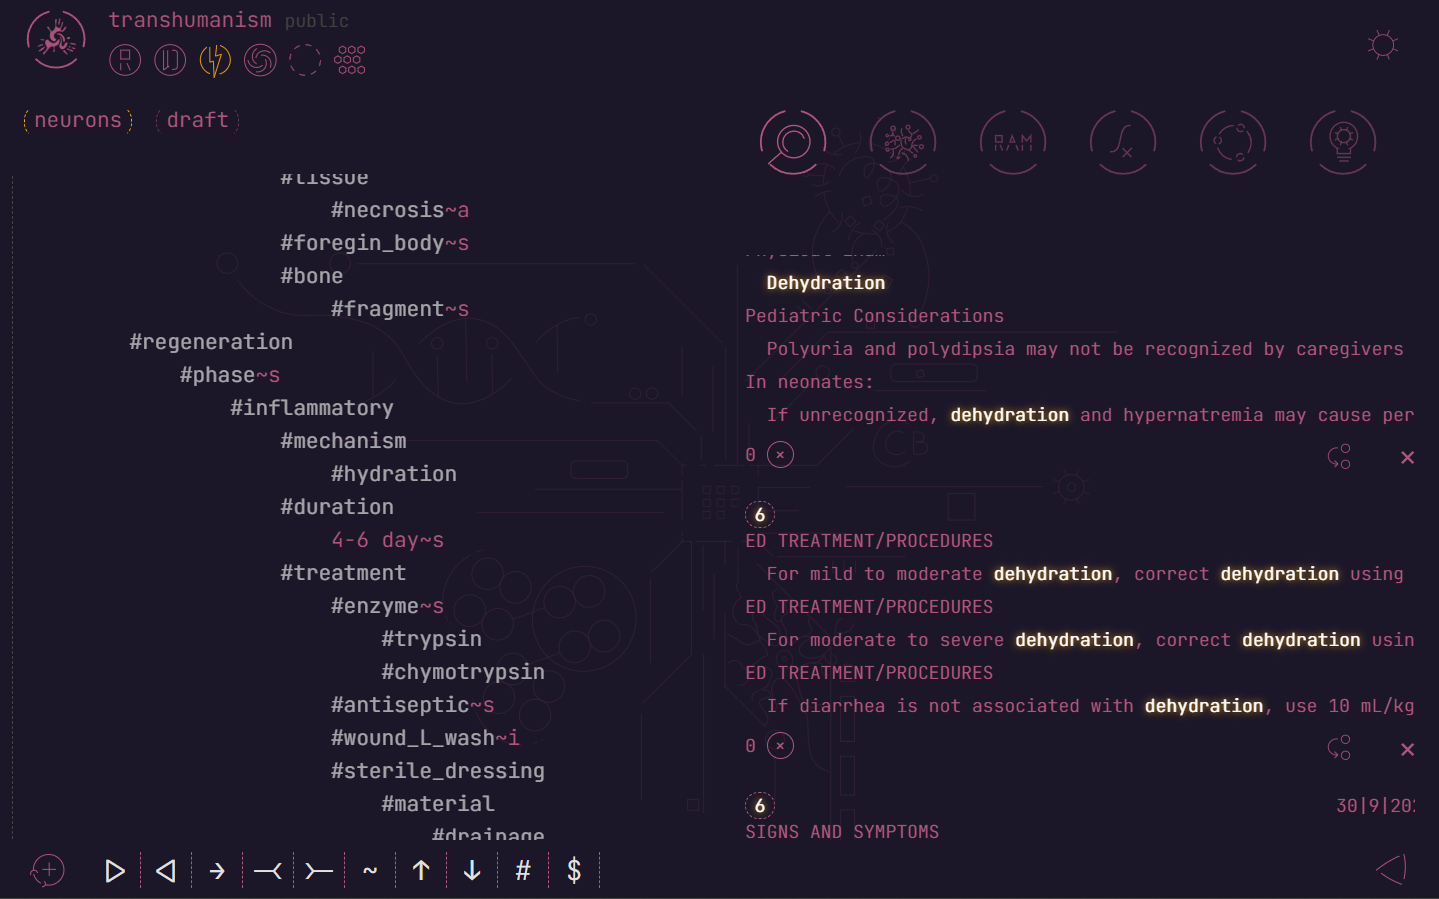 transhumanism public
neurons draft
RAM
#tissue
#necrosis~a
#foregin_body~s
#bone
#fragment~s
#regeneration
#phase~s
#inflammatory
#mechanism
#hydration
#duration
4-6 day~s
#treatment
#enzyme~s
#trypsin
#chymotrypsin
#antiseptic~s
#wound_L_wash~i
#sterile_dressing
#material
#drainage
Dehydration
Pediatric Considerations
Polyuria and polydipsia may not be recognized by caregivers
In neonates:
If unrecognized, dehydration and hypernatremia may cause per
0
CB
6
ED TREATMENT/PROCEDURES
For mild to moderate dehydration, correct dehydration using
ED TREATMENT/PROCEDURES
For moderate to severe dehydration, correct dehydration usin
ED TREATMENT/PROCEDURES
If diarrhea is not associated with dehydration, use 10 mL/kg
0
6
30|9|202
SIGNS AND SYMPTOMS
~ # $